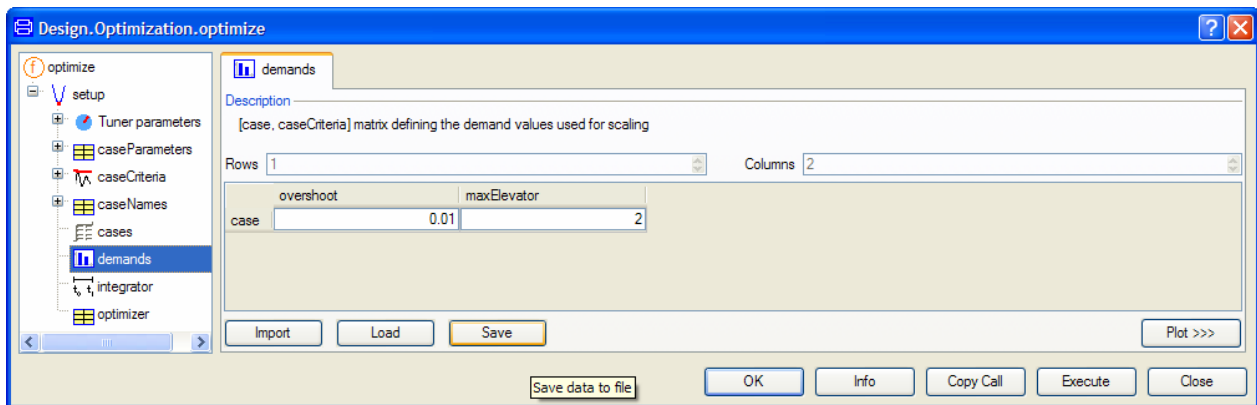 Design.Optimization.optimize
optimize
setup
Tuner parameters
caseParameters
caseCriteria
caseNames
cases
demands
integrator
optimizer
demands
Description
[case, caseCriteria] matrix defining the demand values used for scaling
Rows 1 Columns 2
overshoot maxElevator
case 0.01 2
Import Load Save Plot >>>
Save data to file
OK Info Copy Call Execute Close